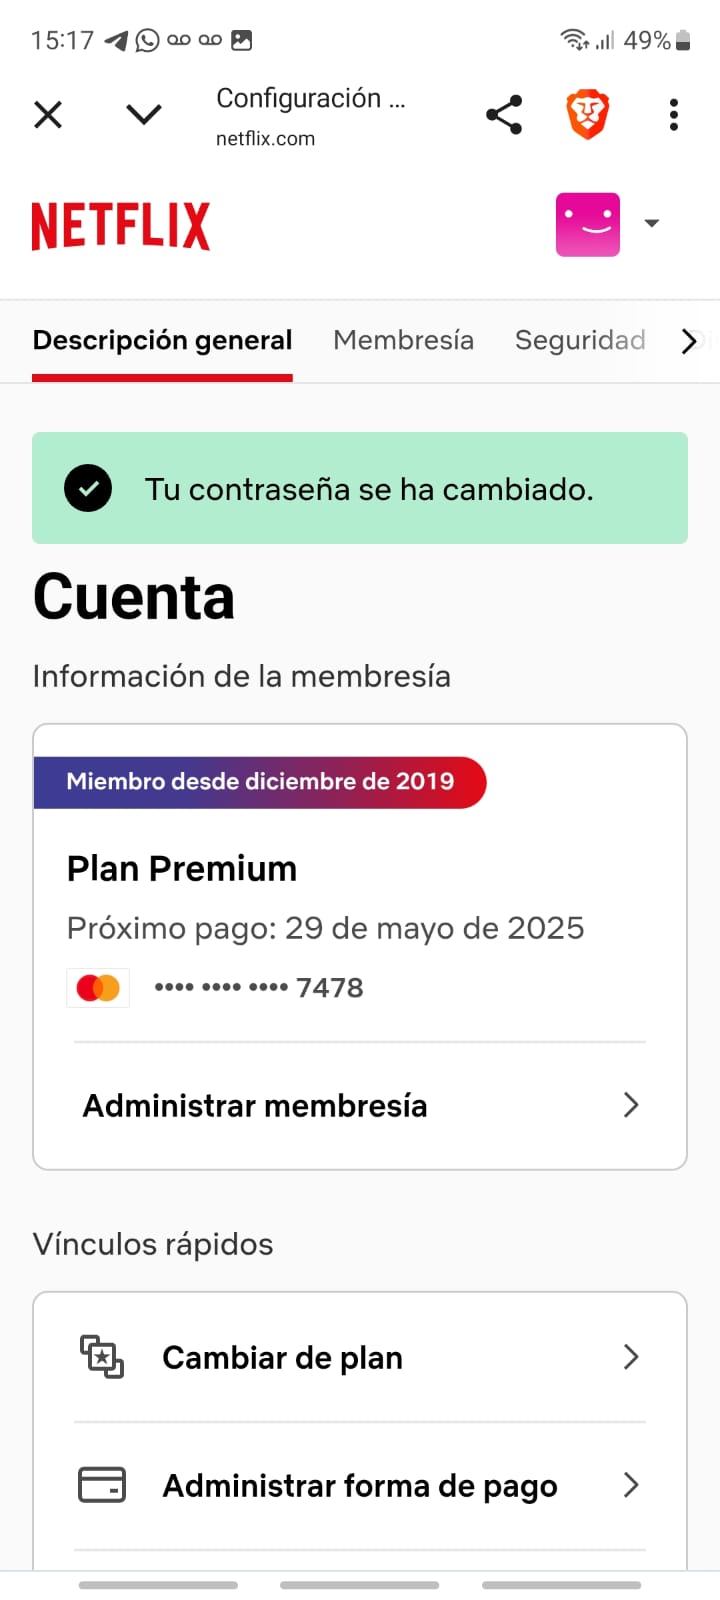 15:17
49%
Configuración ...
netflix.com
NETFLIX
Descripción general Membresía Seguridad
Tu contraseña se ha cambiado.
Cuenta
Información de la membresía
Miembro desde diciembre de 2019
Plan Premium
Próximo pago: 29 de mayo de 2025
•••• •••• •••• 7478
Administrar membresía
Vínculos rápidos
Cambiar de plan
Administrar forma de pago